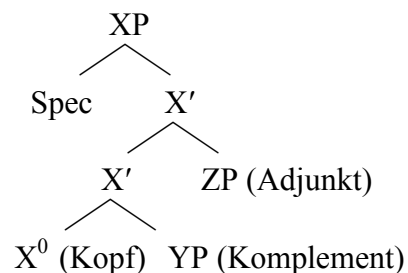 XP
Spec X′
X′ ZP (Adjunkt)
X⁰ (Kopf) YP (Komplement)